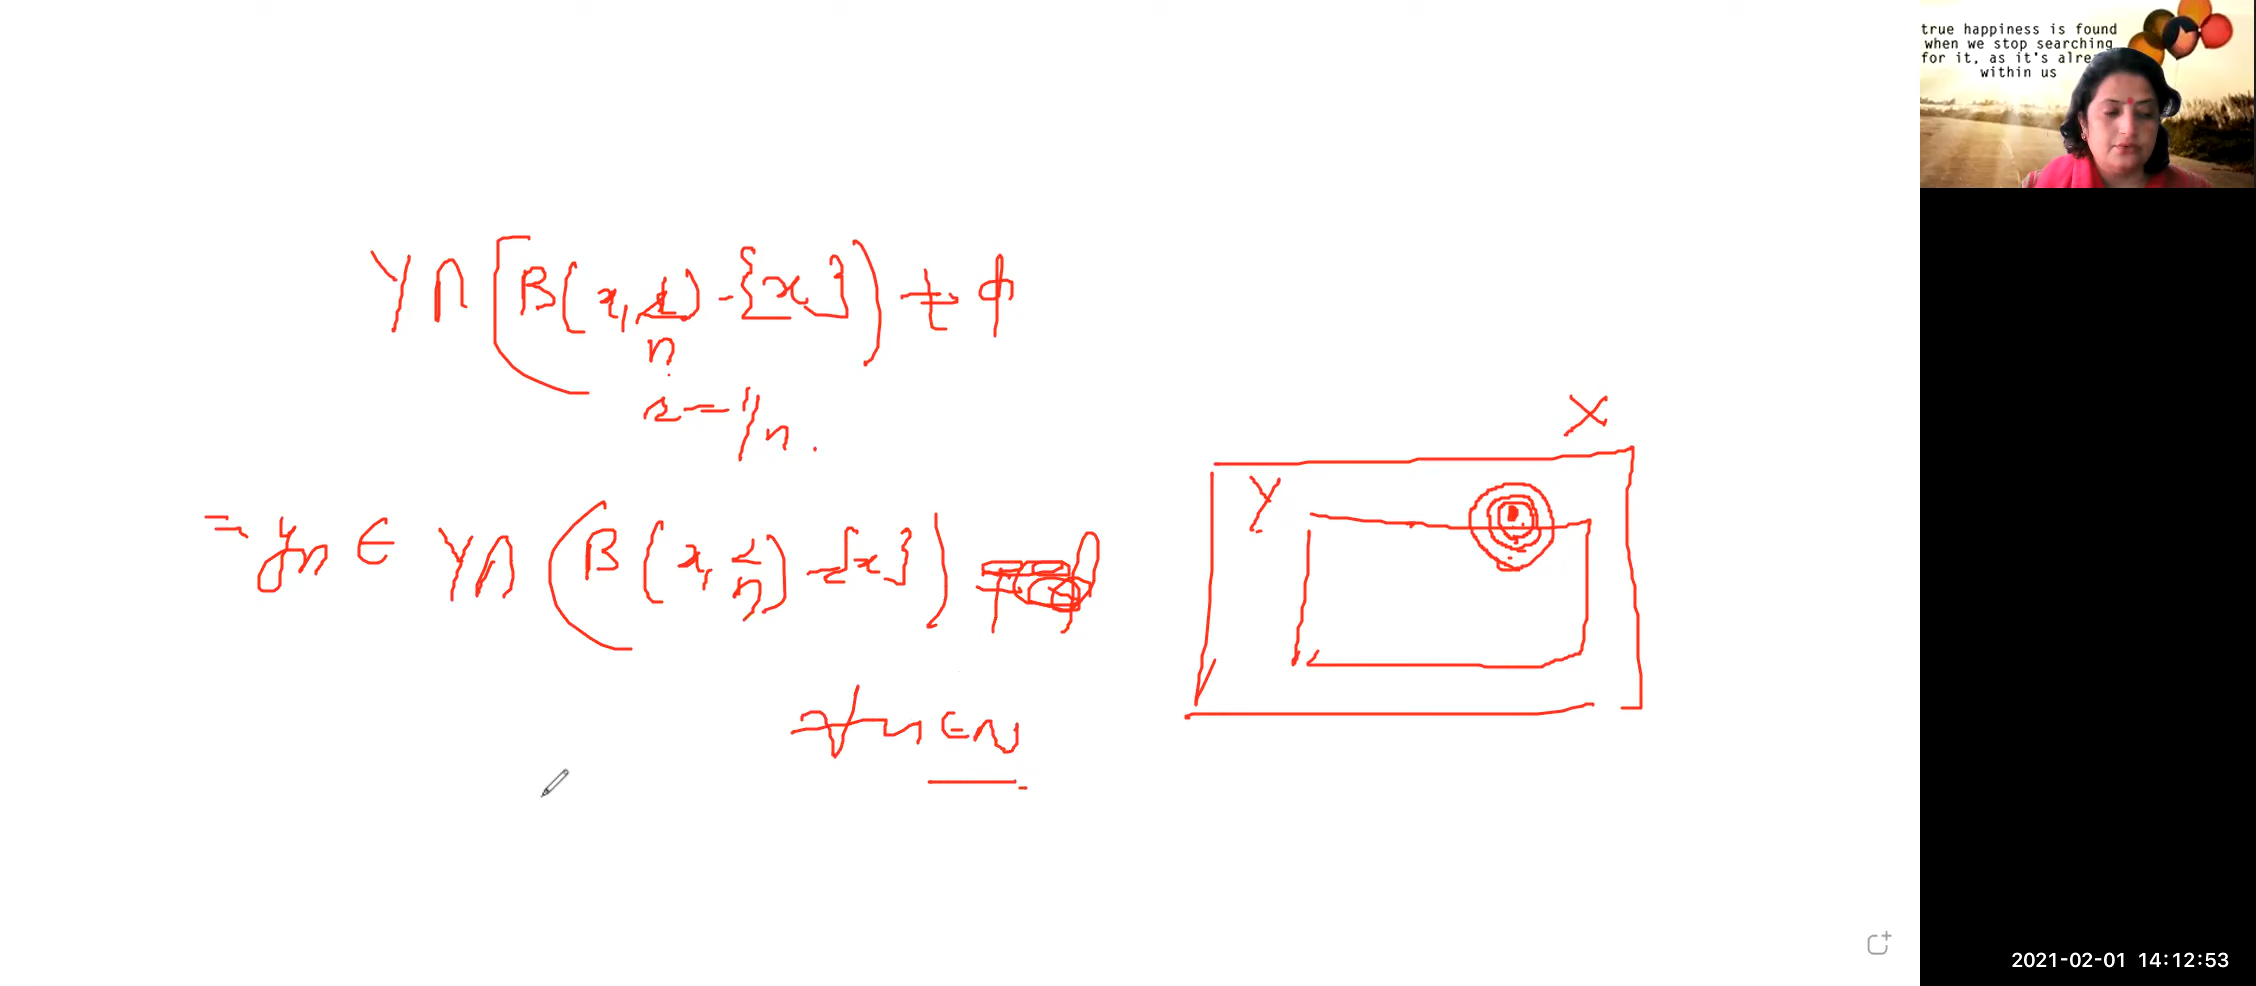 Y ∩ [B(x, 1/n) - {x}) ≠ φ
r = 1/n.
= yn ∈ Y ∩ (B(x, 1/n) - {x})
∀ n ∈ N
X
Y
true happiness is found
when we stop searching
for it, as it's alre
within us
2021-02-01 14:12:53